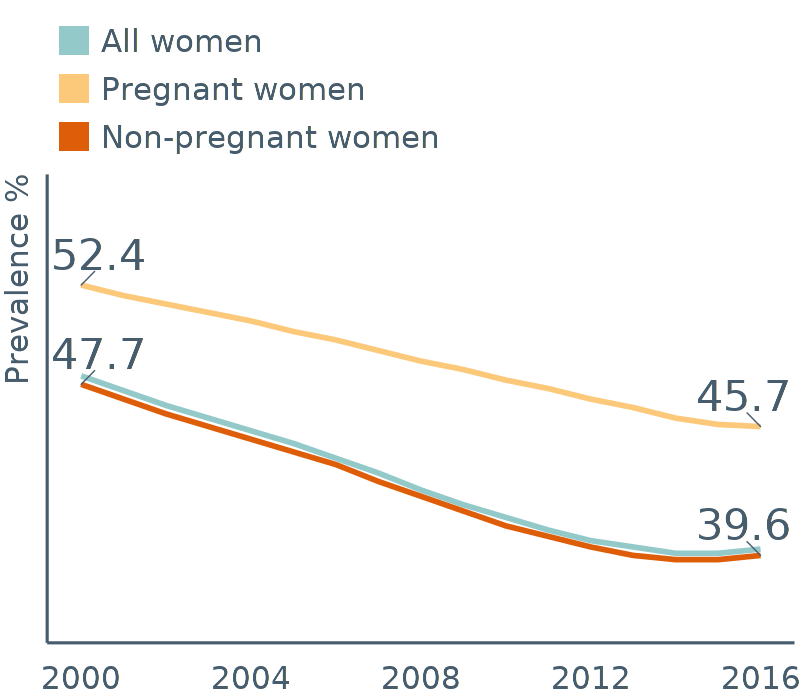 All women
Pregnant women
Non-pregnant women
Prevalence %
52.4
47.7
45.7
39.6
2000 2004 2008 2012 2016